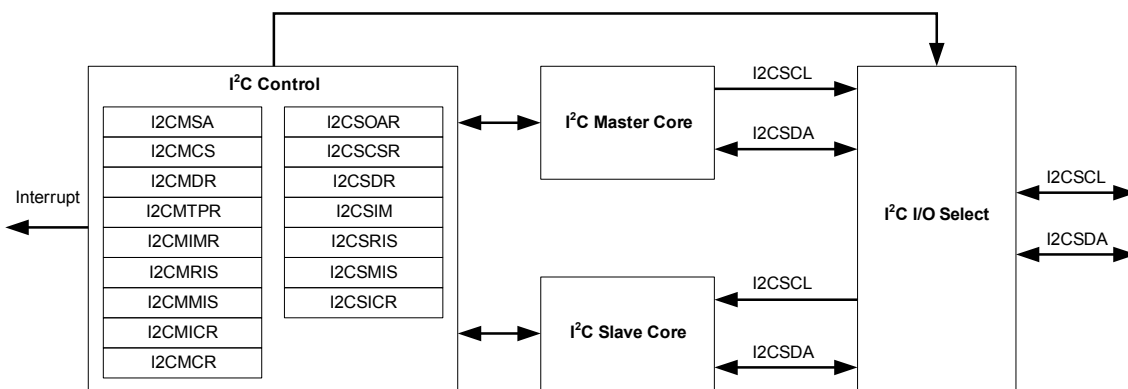 I²C Control
I2CMSA
I2CMCS
I2CMDR
I2CMTPR
I2CMIMR
I2CMRIS
I2CMMIS
I2CMICR
I2CMCR
I2CSOAR
I2CSCSR
I2CSDR
I2CSIM
I2CSRIS
I2CSMIS
I2CSICR
Interrupt
I²C Master Core
I2CSCL
I2CSDA
I²C Slave Core
I2CSCL
I2CSDA
I²C I/O Select
I2CSCL
I2CSDA